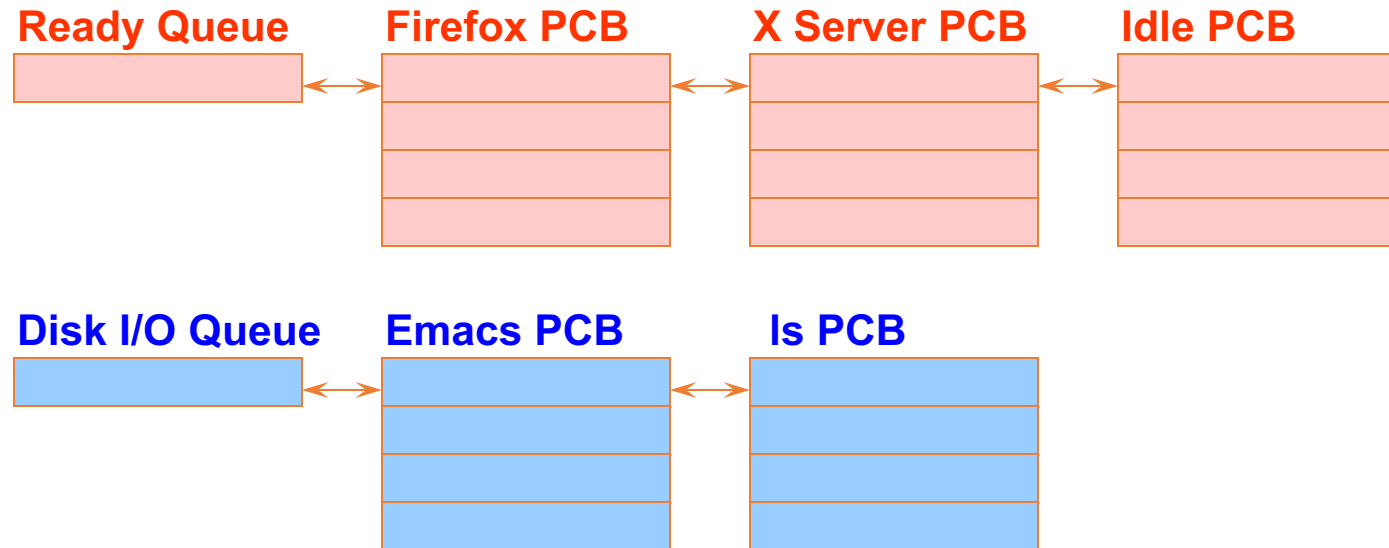 Ready Queue Firefox PCB X Server PCB Idle PCB
Disk I/O Queue Emacs PCB ls PCB